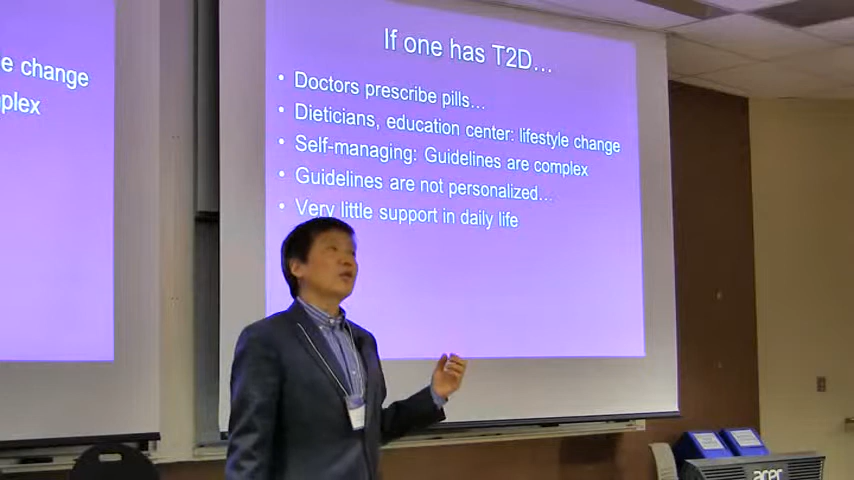 e change
plex
If one has T2D...
• Doctors prescribe pills...
• Dieticians, education center: lifestyle change
• Self-managing: Guidelines are complex
• Guidelines are not personalized...
• Very little support in daily life
acer